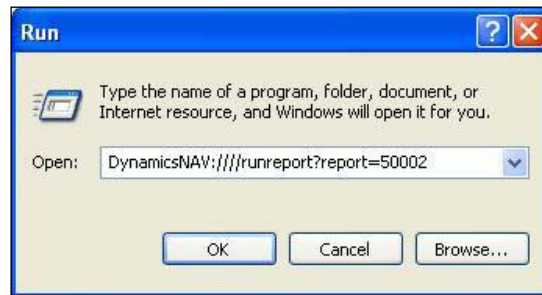 Run
Type the name of a program, folder, document, or
Internet resource, and Windows will open it for you.
Open: DynamicsNAV:////runreport?report=50002
OK Cancel Browse...